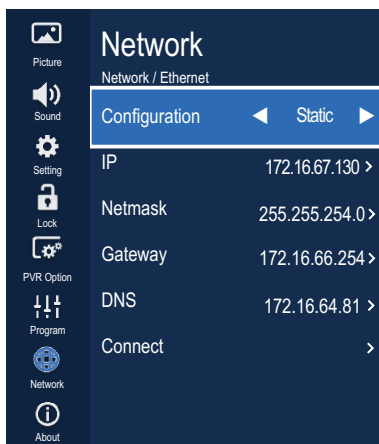 Picture
Sound
Setting
Lock
PVR Option
Program
Network
About
Network
Network / Ethernet
Configuration Static
IP 172.16.67.130
Netmask 255.255.254.0
Gateway 172.16.66.254
DNS 172.16.64.81
Connect